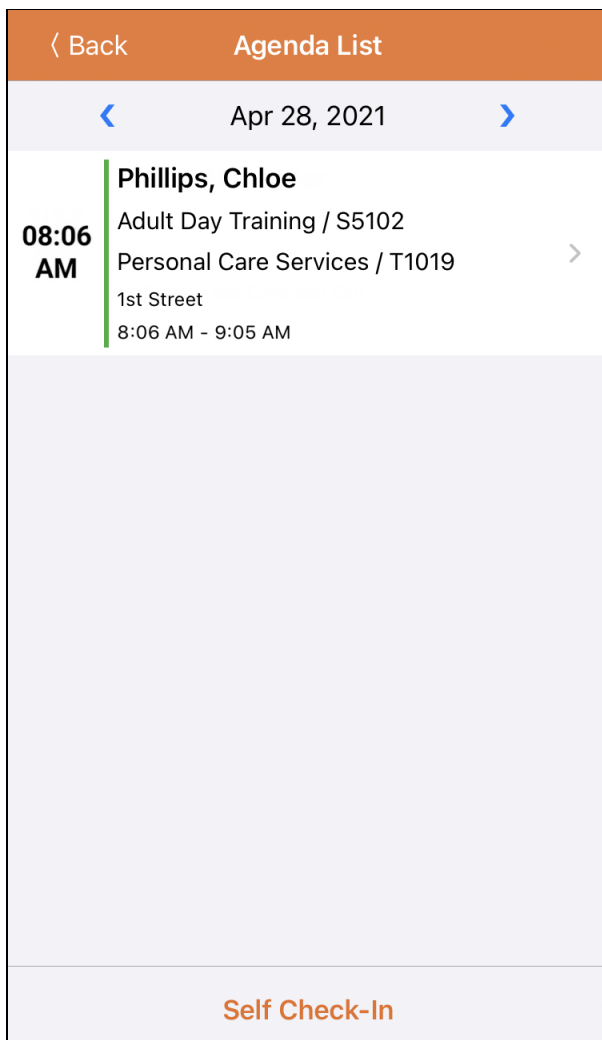 〈 Back Agenda List
❮ Apr 28, 2021 ❯
Phillips, Chloe
08:06 AM
Adult Day Training / S5102
Personal Care Services / T1019
1st Street
8:06 AM - 9:05 AM
Self Check-In